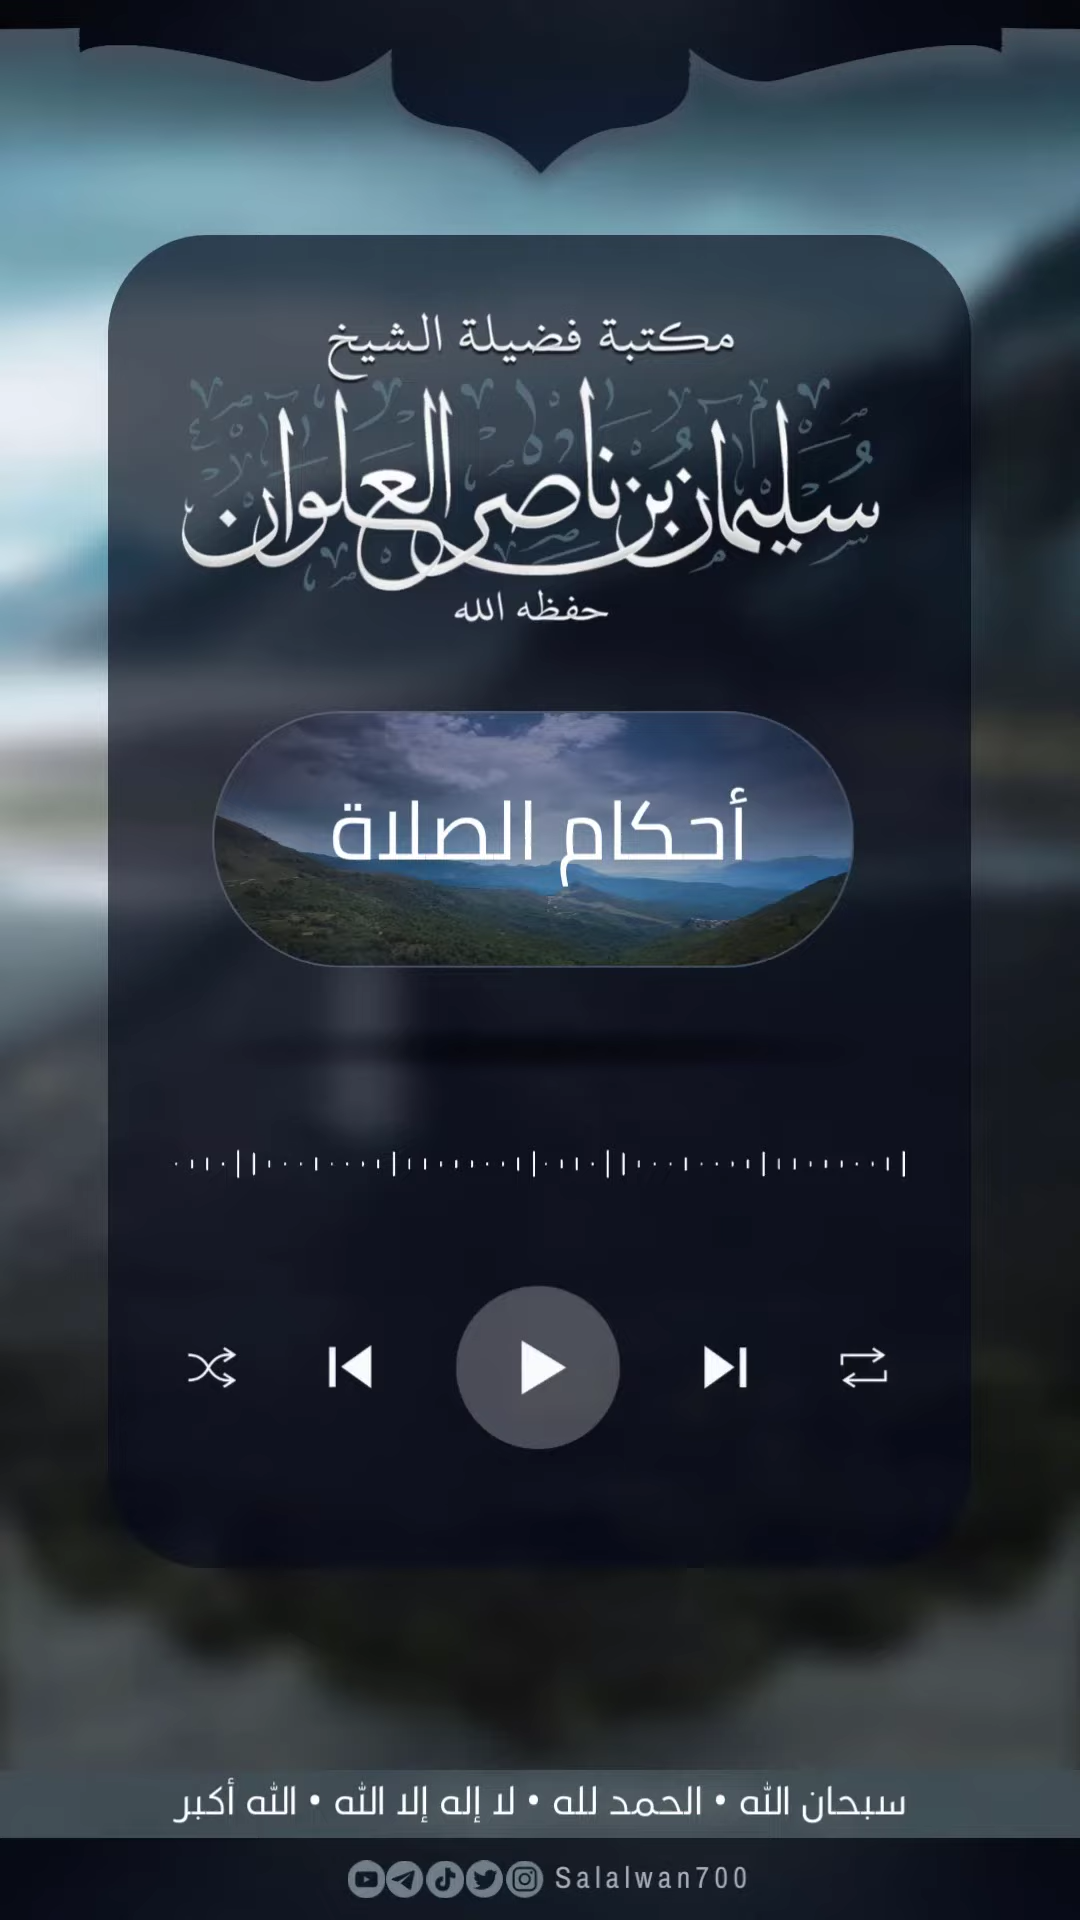 مكتبة فضيلة الشيخ
سليمان بن ناصر العلوان
حفظه الله
أحكام الصلاة
سبحان الله • الحمد لله • لا إله إلا الله • الله أكبر
Salalwan700